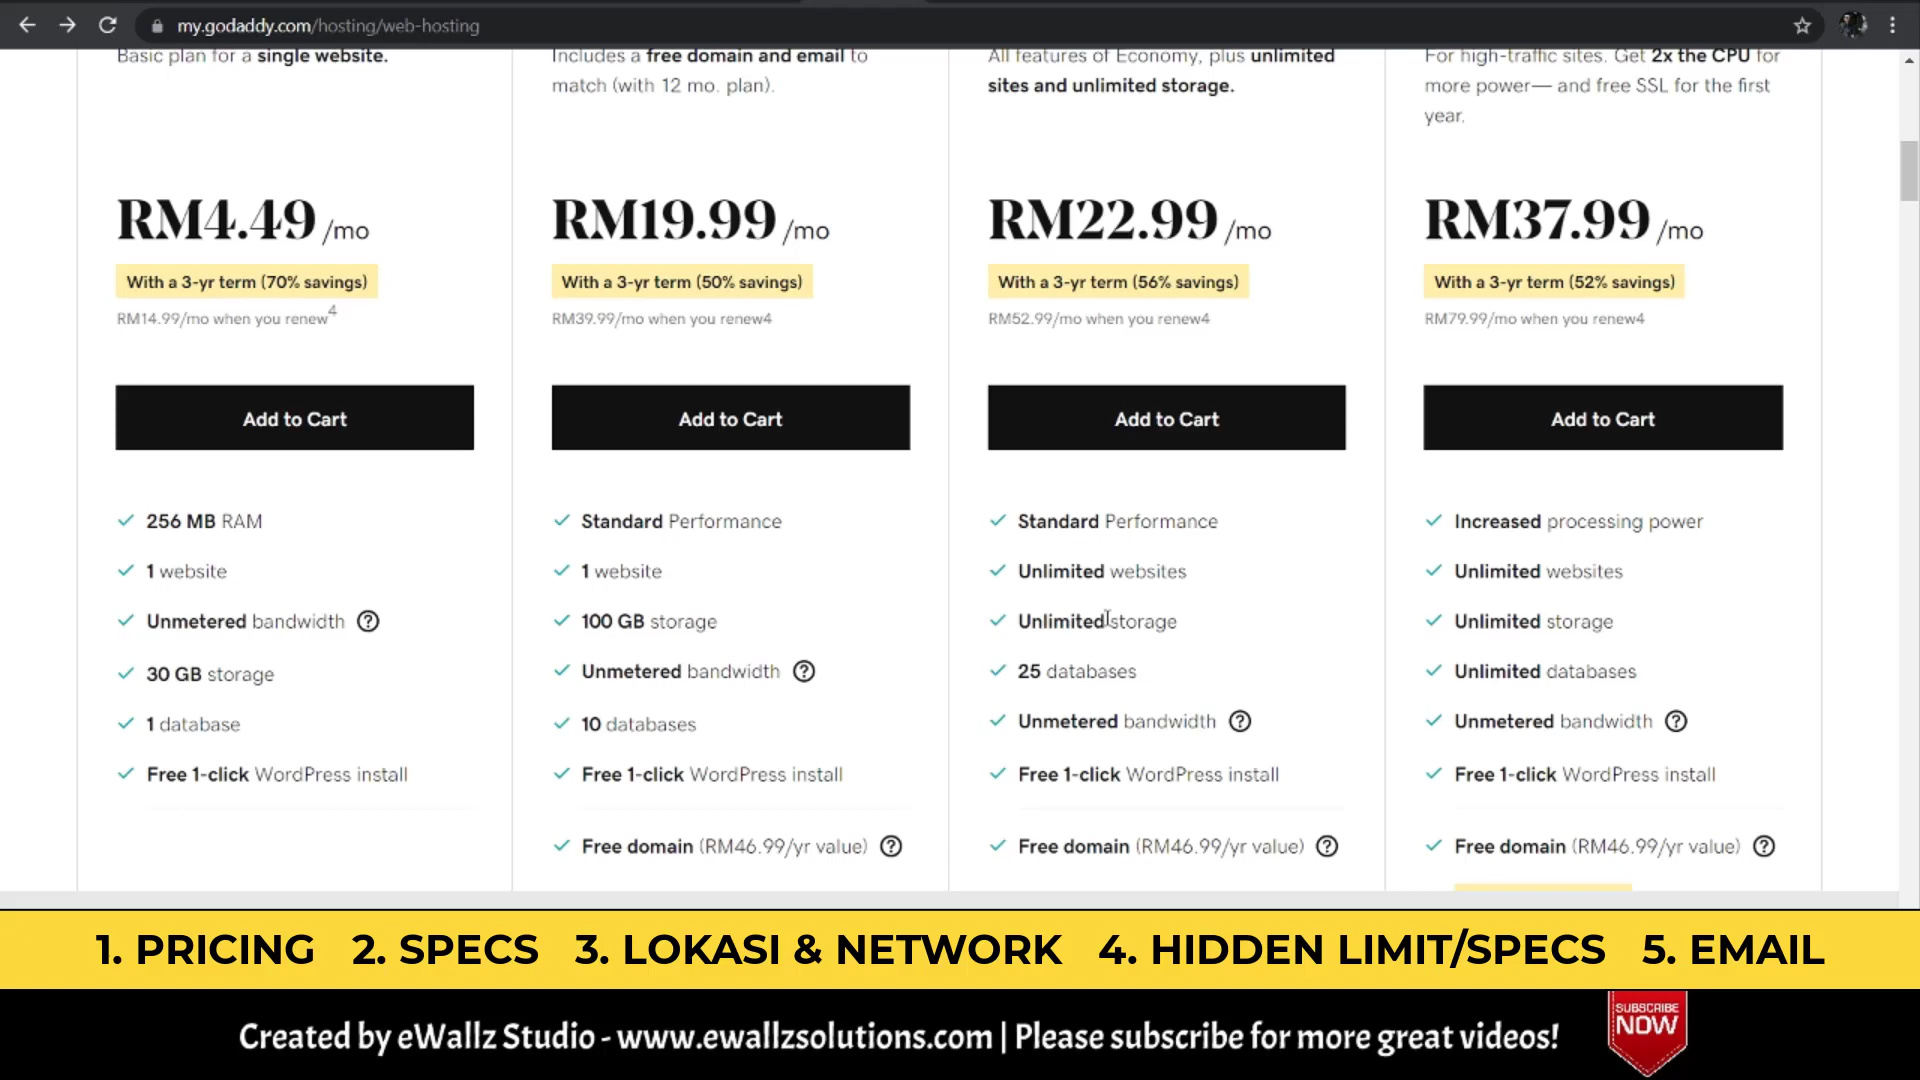 my.godaddy.com/hosting/web-hosting
Basic plan for a single website.
RM4.49 /mo
With a 3-yr term (70% savings)
RM14.99/mo when you renew4
Add to Cart
256 MB RAM
1 website
Unmetered bandwidth ?
30 GB storage
1 database
Free 1-click WordPress install
Includes a free domain and email to
match (with 12 mo. plan).
RM19.99 /mo
With a 3-yr term (50% savings)
RM39.99/mo when you renew4
Add to Cart
Standard Performance
1 website
100 GB storage
Unmetered bandwidth ?
10 databases
Free 1-click WordPress install
Free domain (RM46.99/yr value) ?
All features of Economy, plus unlimited
sites and unlimited storage.
RM22.99 /mo
With a 3-yr term (56% savings)
RM52.99/mo when you renew4
Add to Cart
Standard Performance
Unlimited websites
Unlimited storage
25 databases
Unmetered bandwidth ?
Free 1-click WordPress install
Free domain (RM46.99/yr value) ?
For high-traffic sites. Get 2x the CPU for
more power— and free SSL for the first
year.
RM37.99 /mo
With a 3-yr term (52% savings)
RM79.99/mo when you renew4
Add to Cart
Increased processing power
Unlimited websites
Unlimited storage
Unlimited databases
Unmetered bandwidth ?
Free 1-click WordPress install
Free domain (RM46.99/yr value) ?
1. PRICING 2. SPECS 3. LOKASI & NETWORK 4. HIDDEN LIMIT/SPECS 5. EMAIL
Created by eWallz Studio - www.ewallzsolutions.com | Please subscribe for more great videos!
SUBSCRIBE
NOW